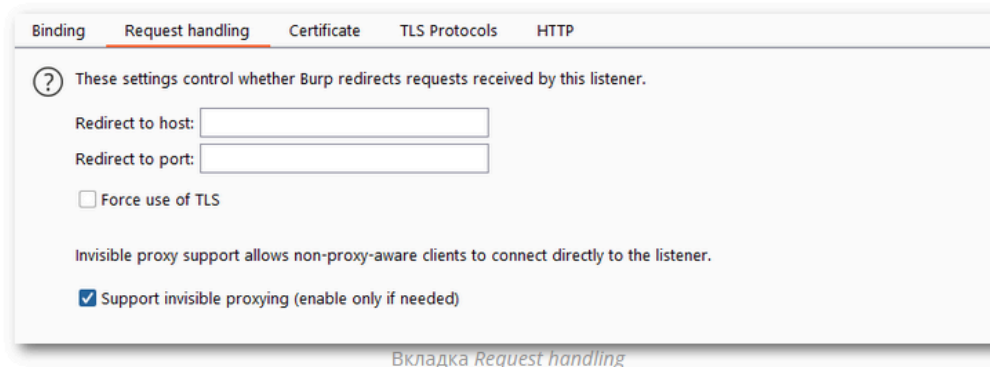 Binding Request handling Certificate TLS Protocols HTTP
? These settings control whether Burp redirects requests received by this listener.
Redirect to host:
Redirect to port:
Force use of TLS
Invisible proxy support allows non-proxy-aware clients to connect directly to the listener.
Support invisible proxying (enable only if needed)
Вкладка Request handling